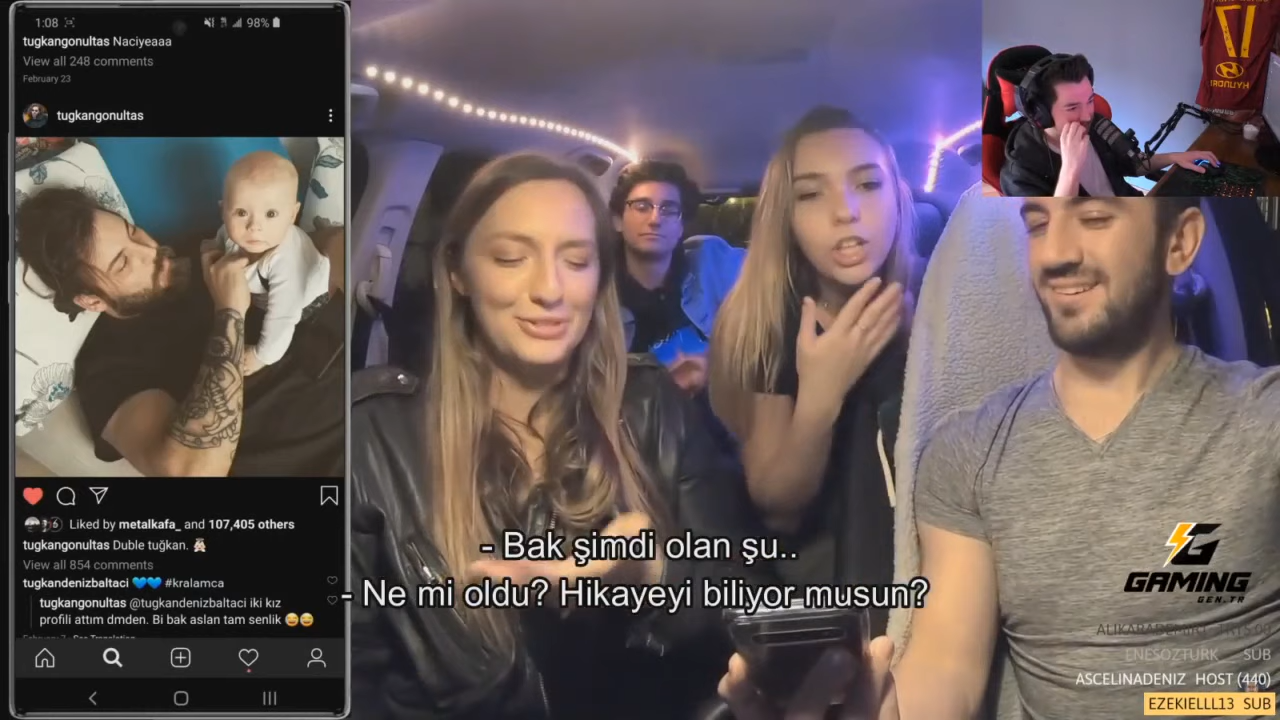 1:08
98%
tugkangonultas Naciyeaaa
View all 248 comments
February 23
tugkangonultas
Liked by metalkafa_ and 107,405 others
tugkangonultas Duble tuğkan.
View all 854 comments
tugkandenizbaltaci 💙💙 #kralamca
tugkangonultas @tugkandenizbaltaci iki kız
profili attım dmden. Bi bak aslan tam senlik 😂😂
See Translation
- Bak şimdi olan şu..
- Ne mi oldu? Hikayeyi biliyor musun?
HYUNDAI
GAMING
GEN.TR
ENESOZTURK SUB
ASCELINADENIZ HOST (440)
EZEKIELLL13 SUB